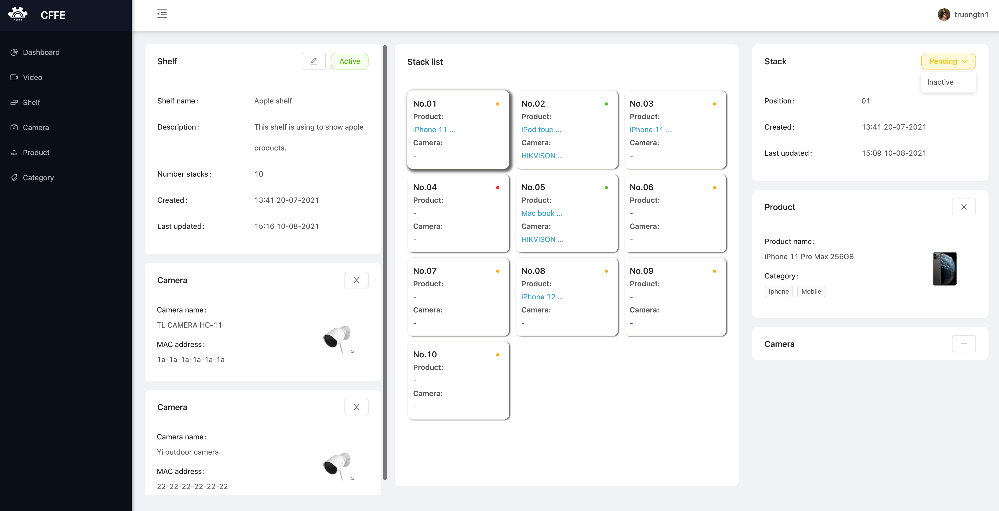 CFFE
CFFE
truongtn1
Dashboard
Video
Shelf
Camera
Product
Category
Shelf
Active
Shelf name:
Apple shelf
Description:
This shelf is using to show apple
products.
Number stacks:
10
Created:
13:41 20-07-2021
Last updated:
15:16 10-08-2021
Camera
Camera name:
TL CAMERA HC-11
MAC address:
1a-1a-1a-1a-1a-1a
Camera
Camera name:
Yi outdoor camera
MAC address:
22-22-22-22-22-22
Stack list
No.01
Product:
iPhone 11 ...
Camera:
-
No.02
Product:
iPod touc ...
Camera:
HIKVISON ...
No.03
Product:
iPhone 11 ...
Camera:
-
No.04
Product:
-
Camera:
-
No.05
Product:
Mac book ...
Camera:
HIKVISON ...
No.06
Product:
-
Camera:
-
No.07
Product:
-
Camera:
-
No.08
Product:
iPhone 12 ...
Camera:
-
No.09
Product:
-
Camera:
-
No.10
Product:
-
Camera:
-
Stack
Pending
Inactive
Position:
01
Created:
13:41 20-07-2021
Last updated:
15:09 10-08-2021
Product
Product name:
iPhone 11 Pro Max 256GB
Category:
Iphone
Mobile
Camera